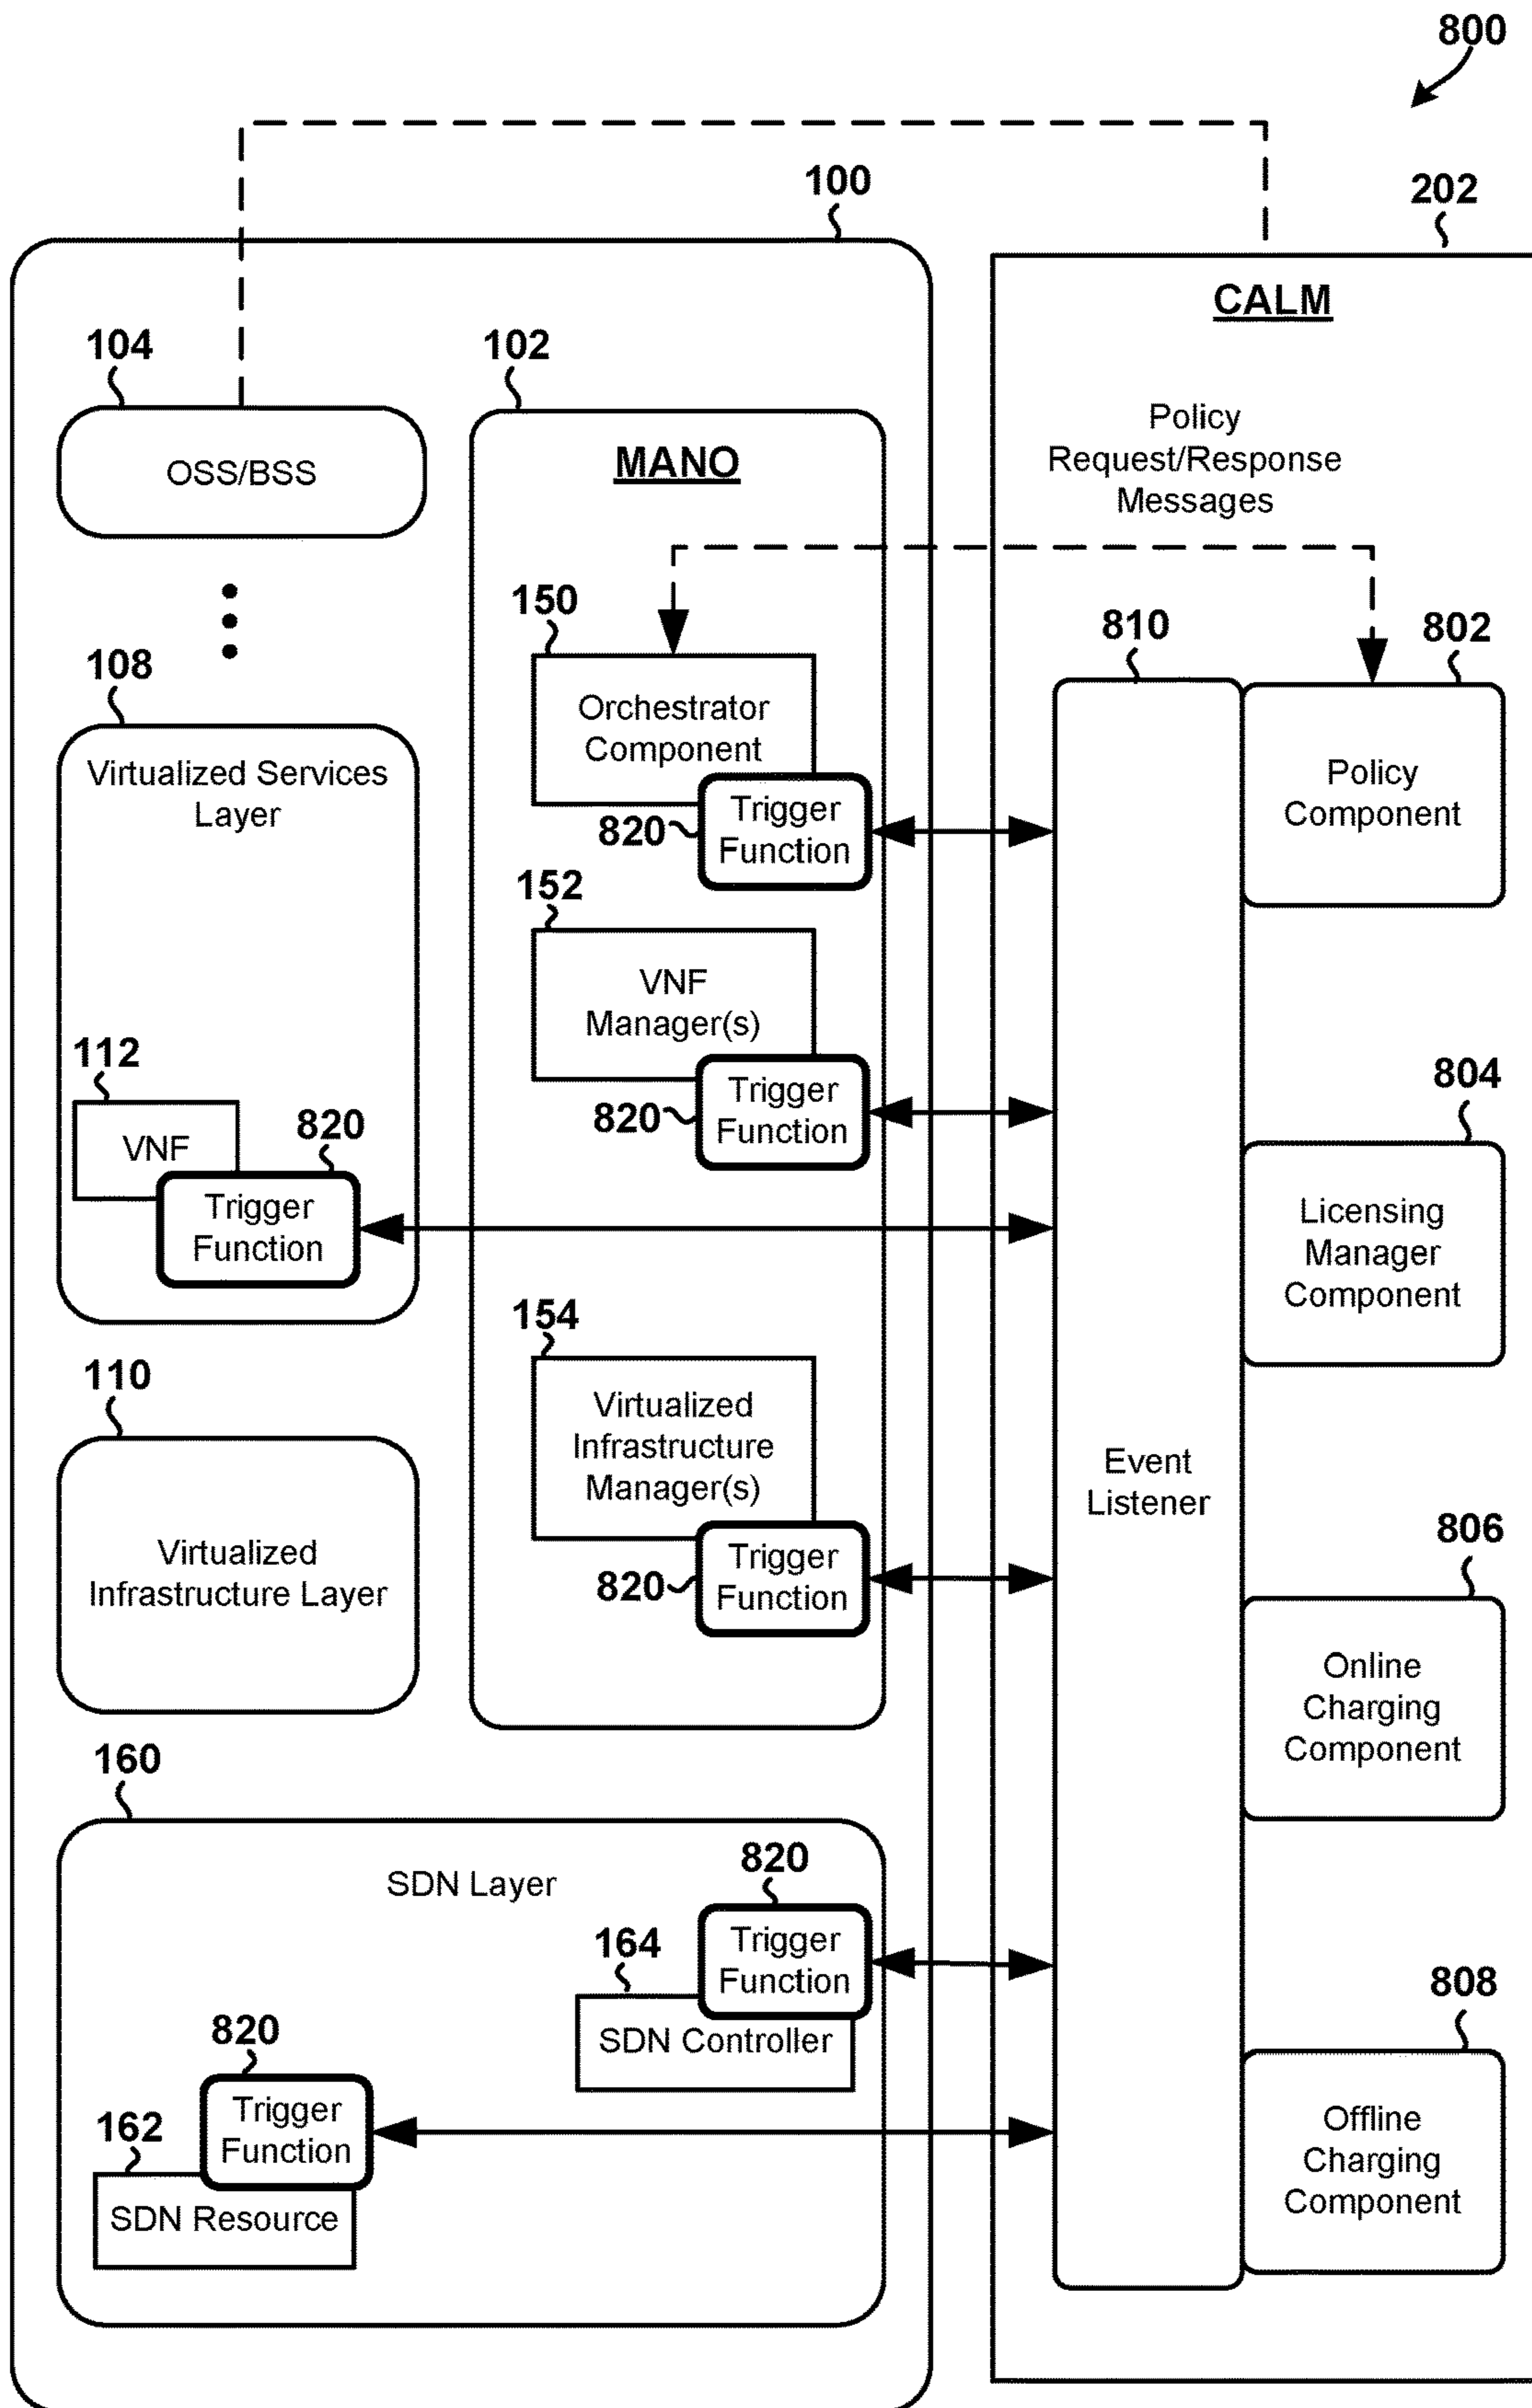 800
100
202
CALM
104
102
OSS/BSS
MANO
Policy
Request/Response
Messages
150
810
802
108
Orchestrator
Component
Policy
Component
Virtualized Services
Layer
820
Trigger
Function
152
VNF
Manager(s)
112
820
VNF
820
Trigger
Function
804
Trigger
Function
Licensing
Manager
Component
154
110
Virtualized
Infrastructure
Manager(s)
Event
Listener
Virtualized
Infrastructure Layer
820
Trigger
Function
806
Online
Charging
Component
160
SDN Layer
820
164
Trigger
Function
SDN Controller
808
820
162
Trigger
Function
SDN Resource
Offline
Charging
Component